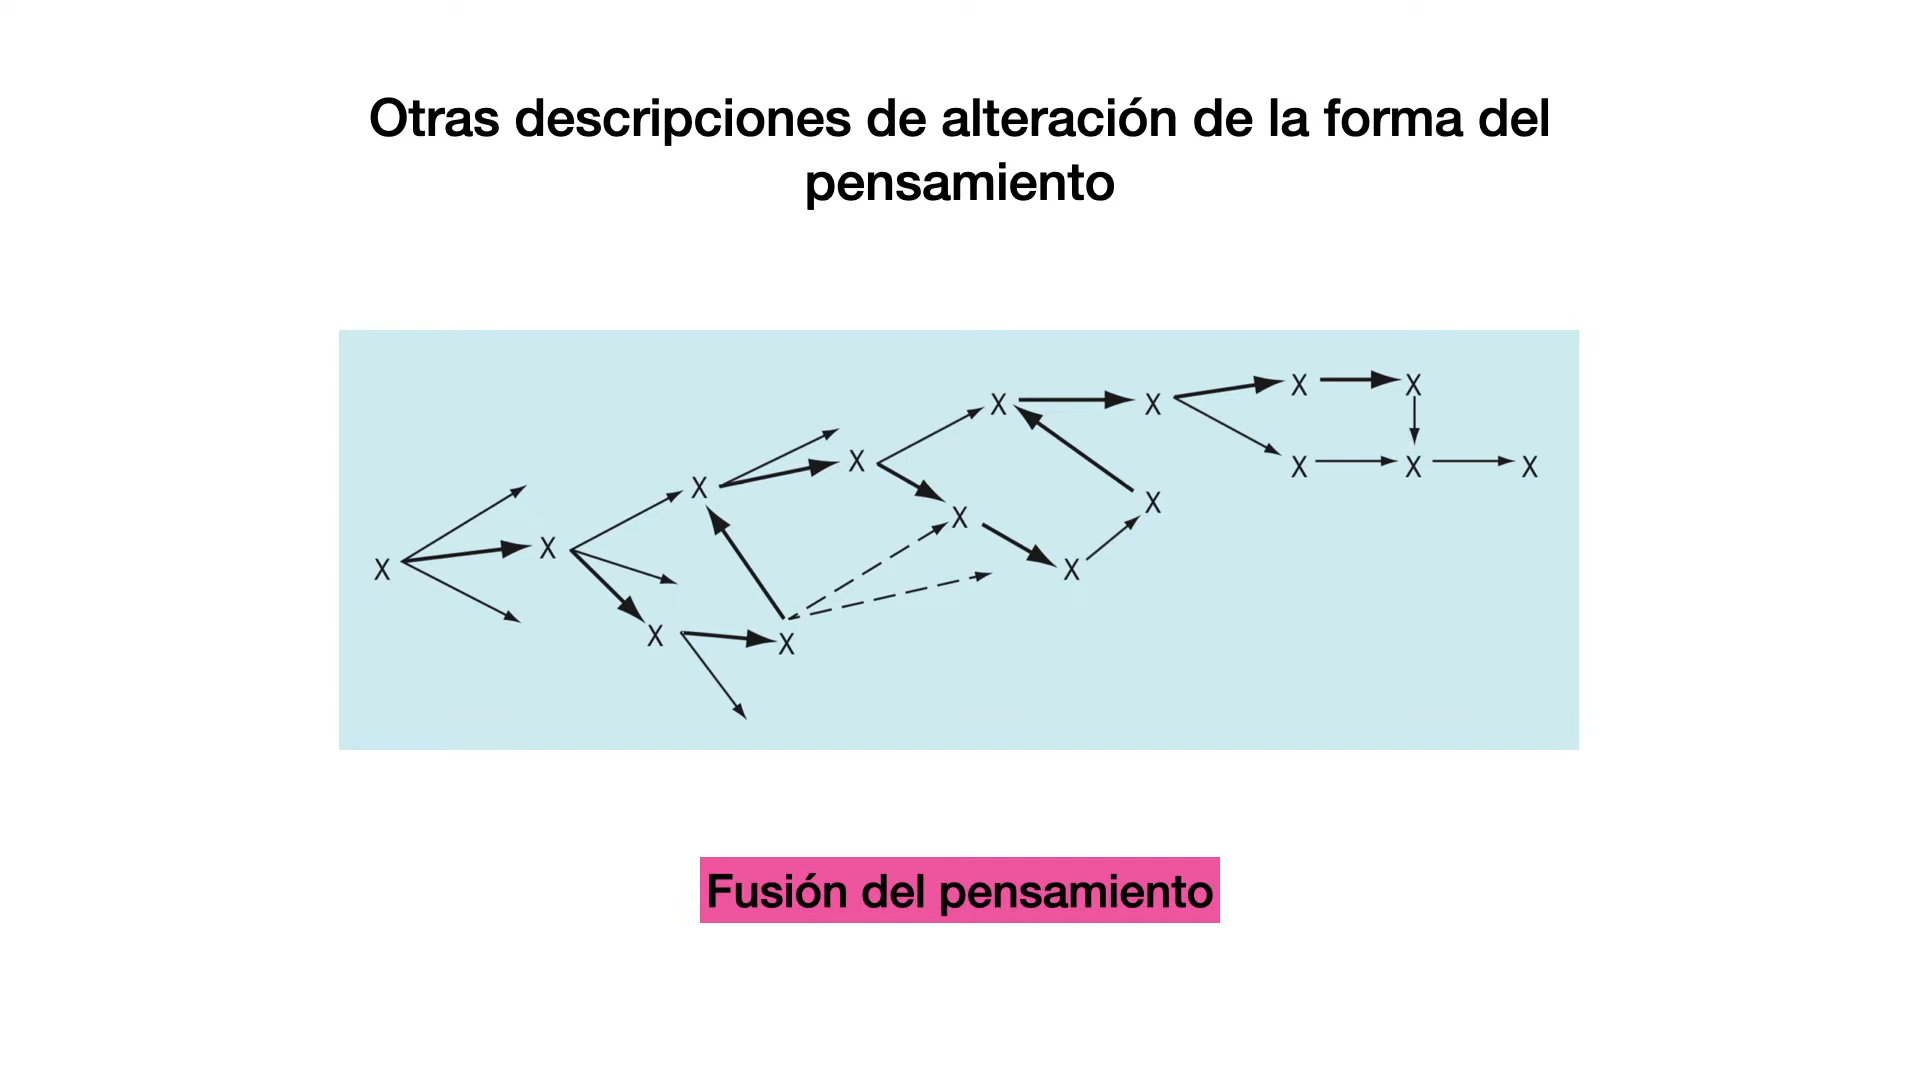 Otras descripciones de alteración de la forma del
pensamiento
X X X
X X X X X
X X
X X
X X
X X
Fusión del pensamiento